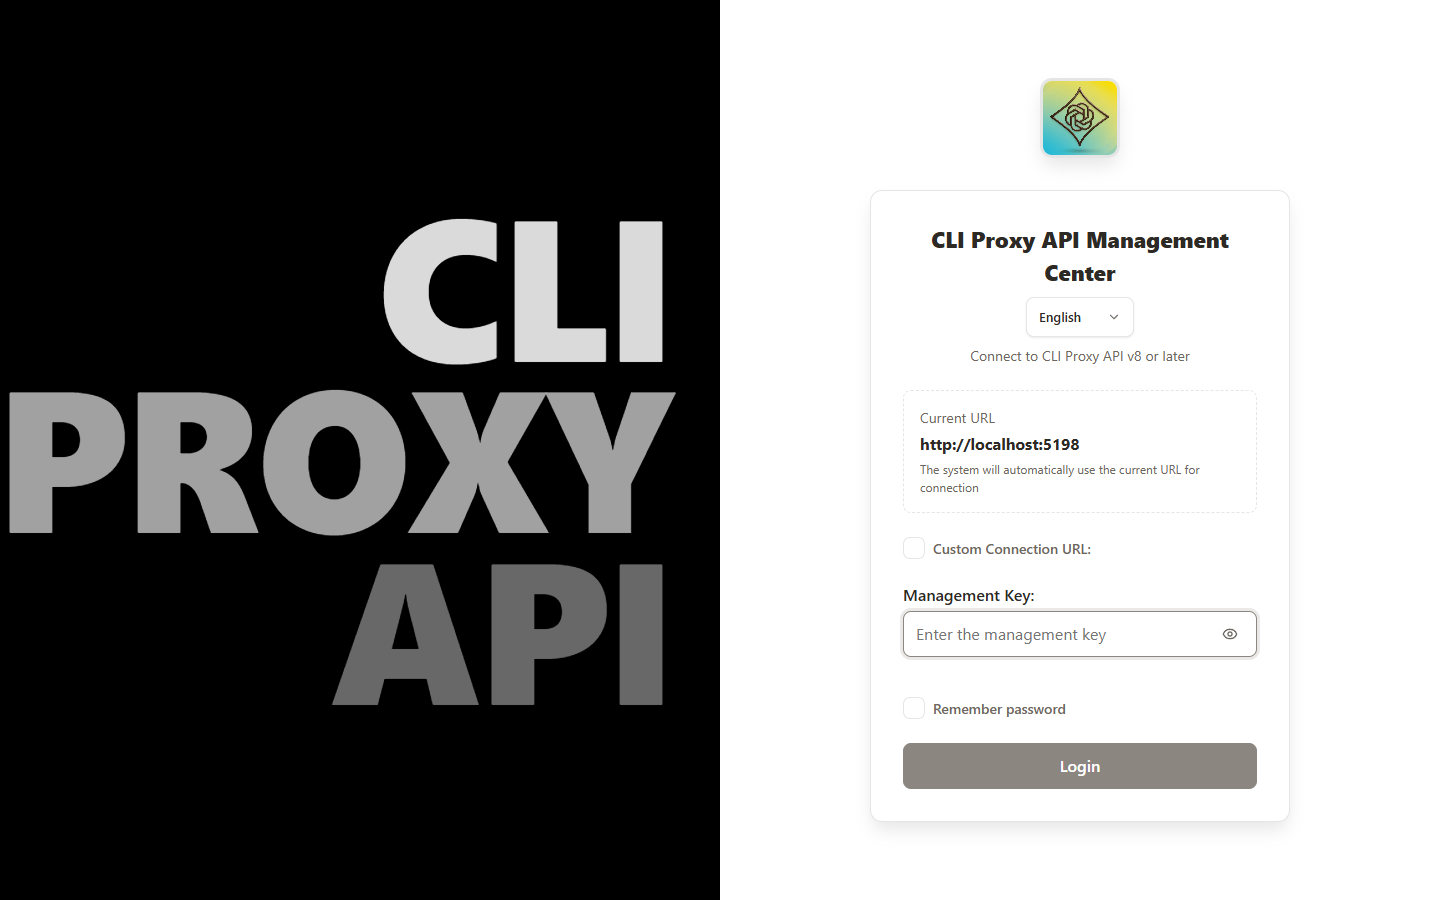 CLI
PROXY
API
CLI Proxy API Management
Center
English
Connect to CLI Proxy API v8 or later
Current URL
http://localhost:5198
The system will automatically use the current URL for
connection
Custom Connection URL:
Management Key:
Enter the management key
Remember password
Login